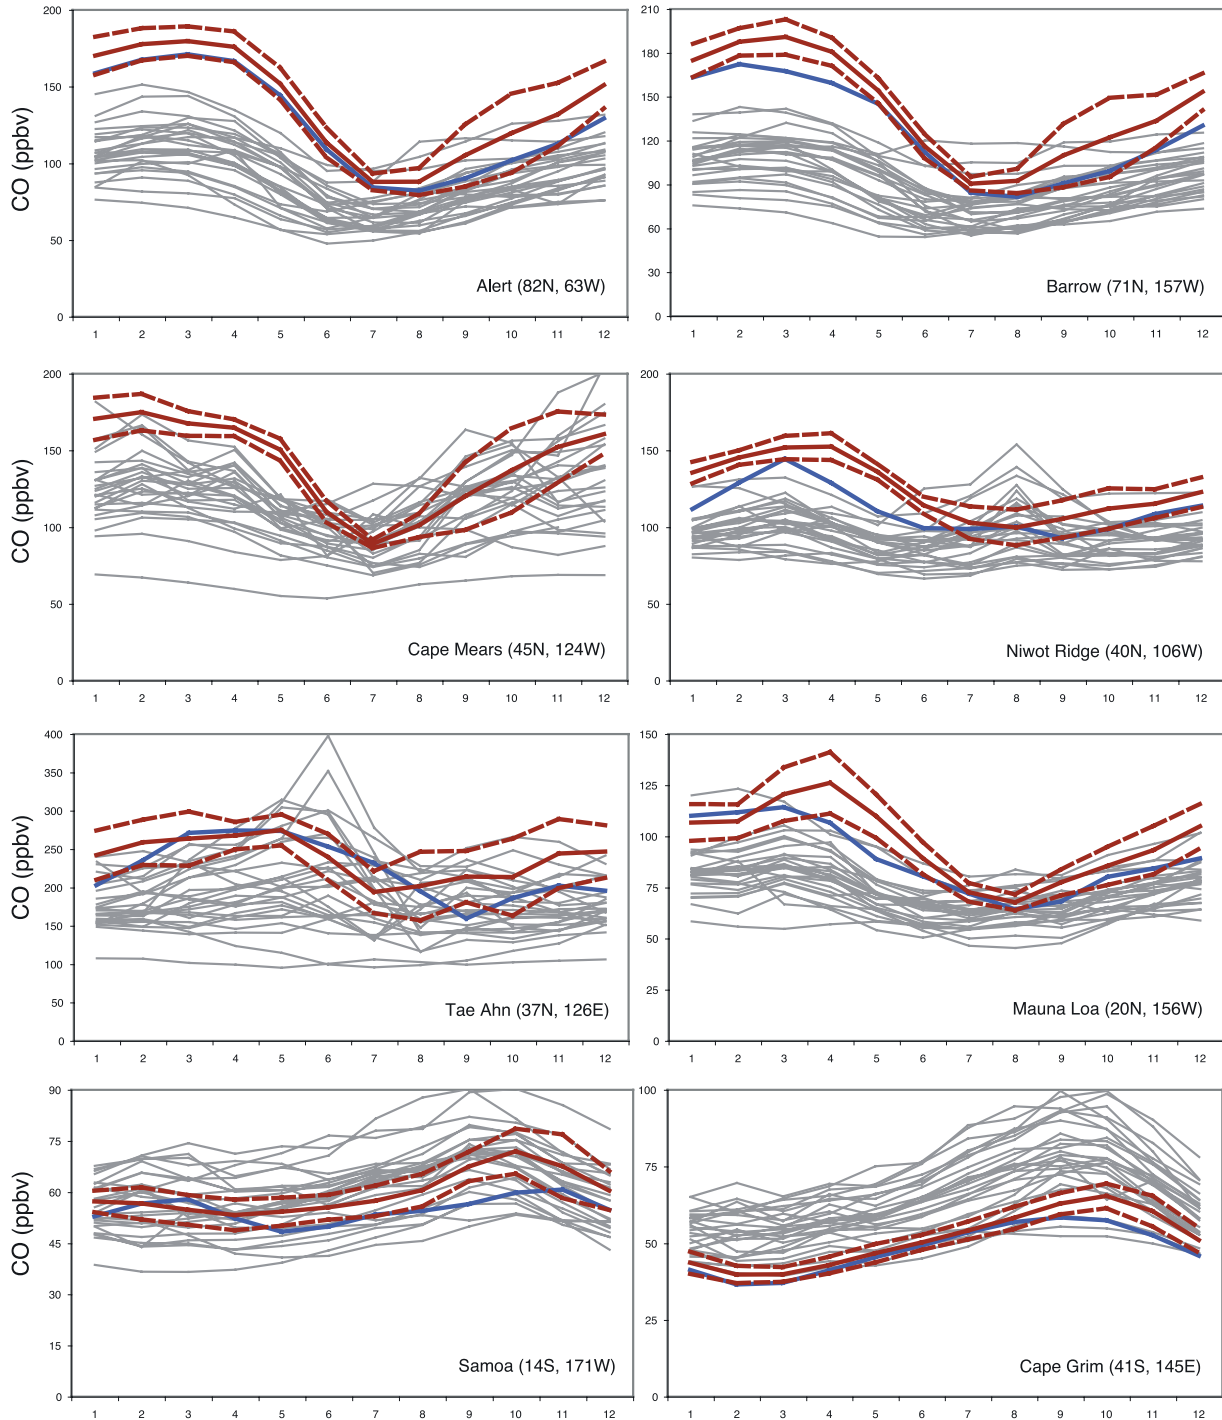 200
150
100
50
0
CO (ppbv)
Alert (82N, 63W)
1 2 3 4 5 6 7 8 9 10 11 12
210
180
150
120
90
60
30
0
Barrow (71N, 157W)
1 2 3 4 5 6 7 8 9 10 11 12
200
150
100
50
0
CO (ppbv)
Cape Mears (45N, 124W)
1 2 3 4 5 6 7 8 9 10 11 12
200
150
100
50
0
Niwot Ridge (40N, 106W)
1 2 3 4 5 6 7 8 9 10 11 12
400
350
300
250
200
150
100
50
0
CO (ppbv)
Tae Ahn (37N, 126E)
1 2 3 4 5 6 7 8 9 10 11 12
150
125
100
75
50
25
0
Mauna Loa (20N, 156W)
1 2 3 4 5 6 7 8 9 10 11 12
90
75
60
45
30
15
0
CO (ppbv)
Samoa (14S, 171W)
1 2 3 4 5 6 7 8 9 10 11 12
100
75
50
25
0
Cape Grim (41S, 145E)
1 2 3 4 5 6 7 8 9 10 11 12